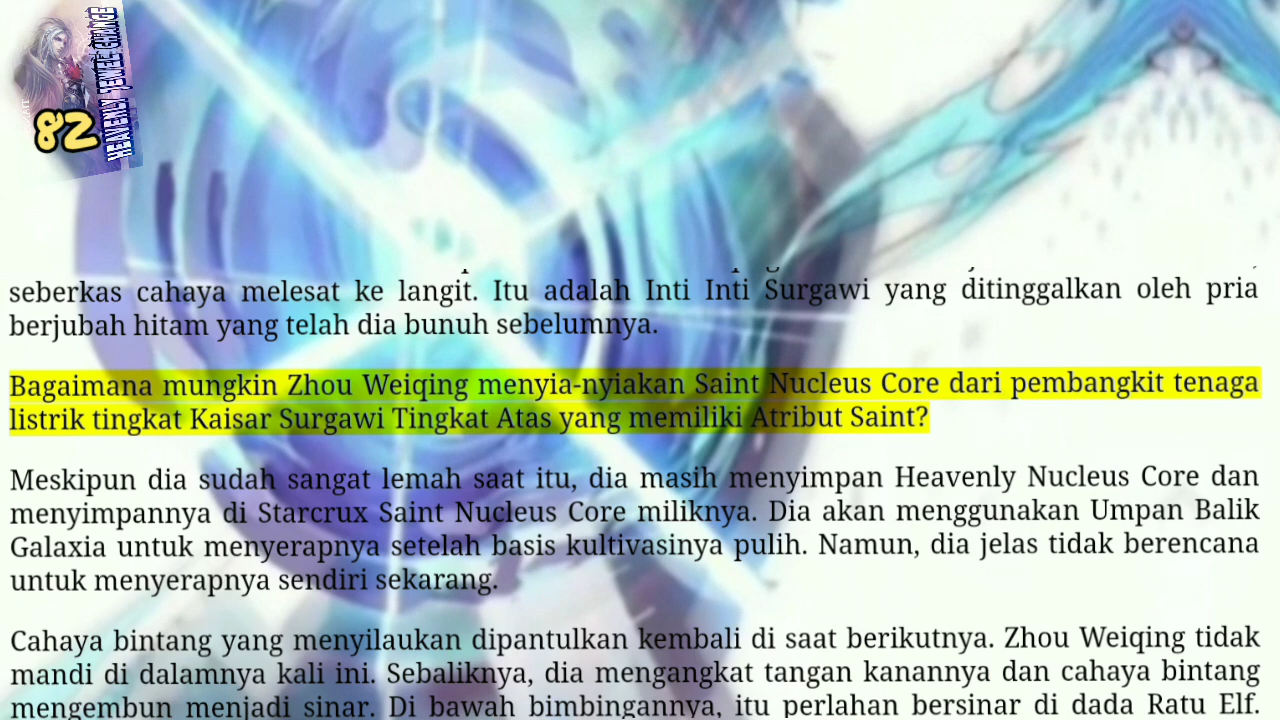 HEAVENLY JEWEL CHANGE
82
seberkas cahaya melesat ke langit. Itu adalah Inti Inti Surgawi yang ditinggalkan oleh pria
berjubah hitam yang telah dia bunuh sebelumnya.
Bagaimana mungkin Zhou Weiqing menyia-nyiakan Saint Nucleus Core dari pembangkit tenaga
listrik tingkat Kaisar Surgawi Tingkat Atas yang memiliki Atribut Saint?
Meskipun dia sudah sangat lemah saat itu, dia masih menyimpan Heavenly Nucleus Core dan
menyimpannya di Starcrux Saint Nucleus Core miliknya. Dia akan menggunakan Umpan Balik
Galaxia untuk menyerapnya setelah basis kultivasinya pulih. Namun, dia jelas tidak berencana
untuk menyerapnya sendiri sekarang.
Cahaya bintang yang menyilaukan dipantulkan kembali di saat berikutnya. Zhou Weiqing tidak
mandi di dalamnya kali ini. Sebaliknya, dia mengangkat tangan kanannya dan cahaya bintang
mengembun menjadi sinar. Di bawah bimbingannya, itu perlahan bersinar di dada Ratu Elf.